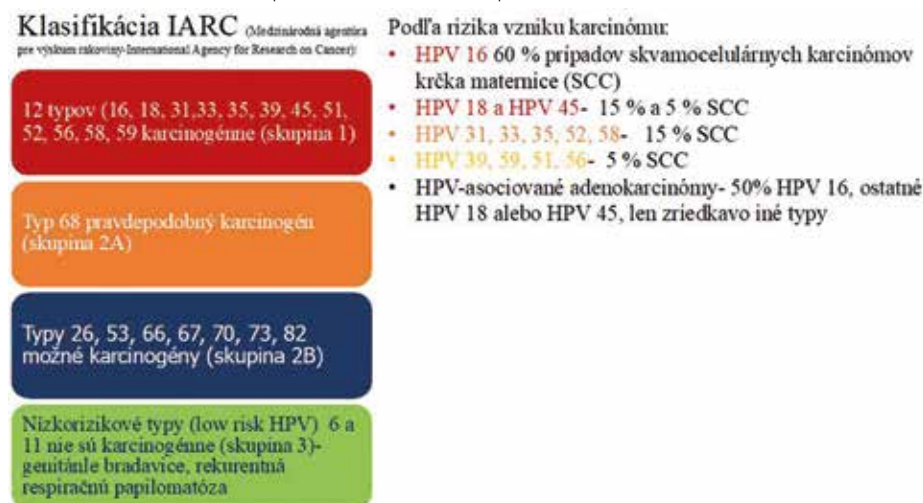 Klasifikácia IARC (Medzinárodná agentúra
pre výskum rakoviny-International Agency for Research on Cancer):
12 typov (16, 18, 31,33, 35, 39, 45, 51,
52, 56, 58, 59 karcinogénne (skupina 1)
Typ 68 pravdepodobný karcinogén
(skupina 2A)
Typy 26, 53, 66, 67, 70, 73, 82
možné karcinogény (skupina 2B)
Nízkorizikové typy (low risk HPV) 6 a
11 nie sú karcinogénne (skupina 3)-
genitánle bradavice, rekurentná
respiračnú papilomatóza
Podľa rizika vzniku karcinómu:
• HPV 16 60 % prípadov skvamocelulárnych karcinómov
krčka maternice (SCC)
• HPV 18 a HPV 45- 15 % a 5 % SCC
• HPV 31, 33, 35, 52, 58- 15 % SCC
• HPV 39, 59, 51, 56- 5 % SCC
• HPV-asociované adenokarcinómy- 50% HPV 16, ostatné
HPV 18 alebo HPV 45, len zriedkavo iné typy